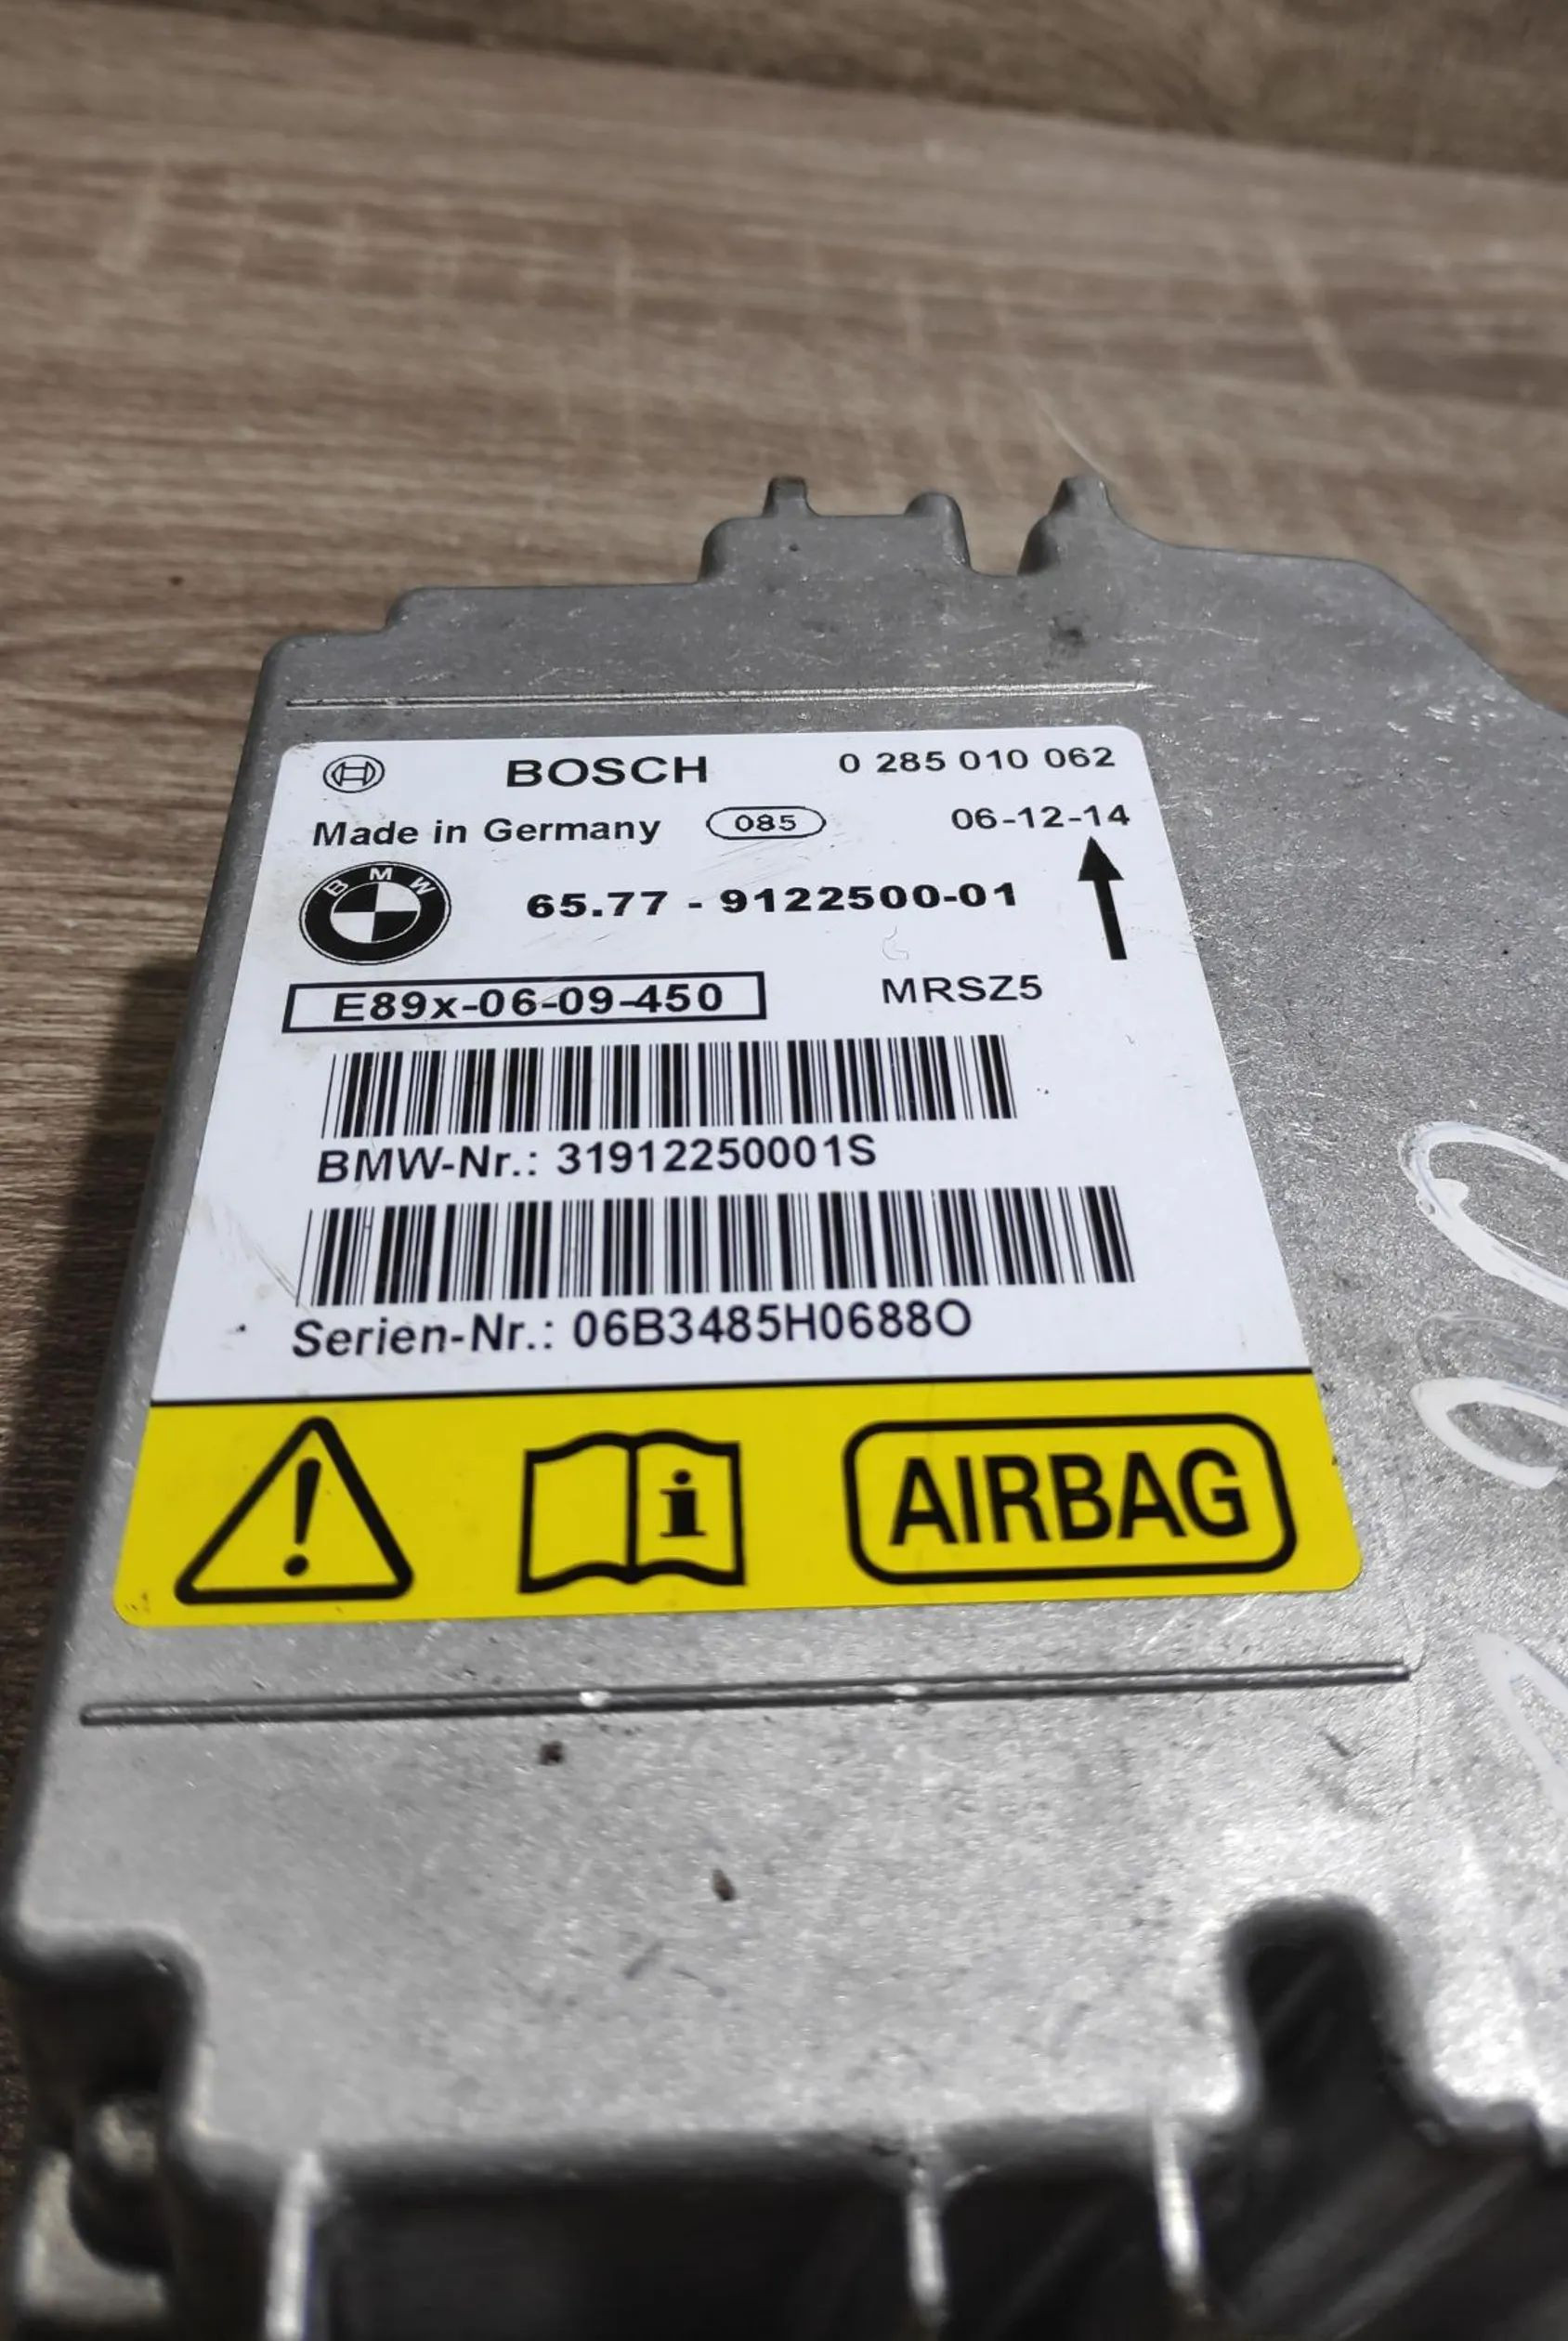 BOSCH 0 285 010 062
Made in Germany 085 06-12-14
BMW 65.77 - 9122500-01
E89x-06-09-450 MRSZ5
BMW-Nr.: 31912250001S
Serien-Nr.: 06B3485H0688O
! i AIRBAG